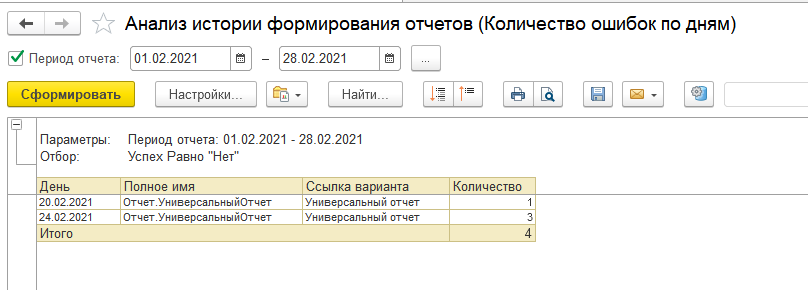 Анализ истории формирования отчетов (Количество ошибок по дням)
Период отчета: 01.02.2021 – 28.02.2021 ...
Сформировать Настройки... Найти...
Параметры: Период отчета: 01.02.2021 - 28.02.2021
Отбор: Успех Равно "Нет"
День Полное имя Ссылка варианта Количество
20.02.2021 Отчет.УниверсальныйОтчет Универсальный отчет 1
24.02.2021 Отчет.УниверсальныйОтчет Универсальный отчет 3
Итого 4